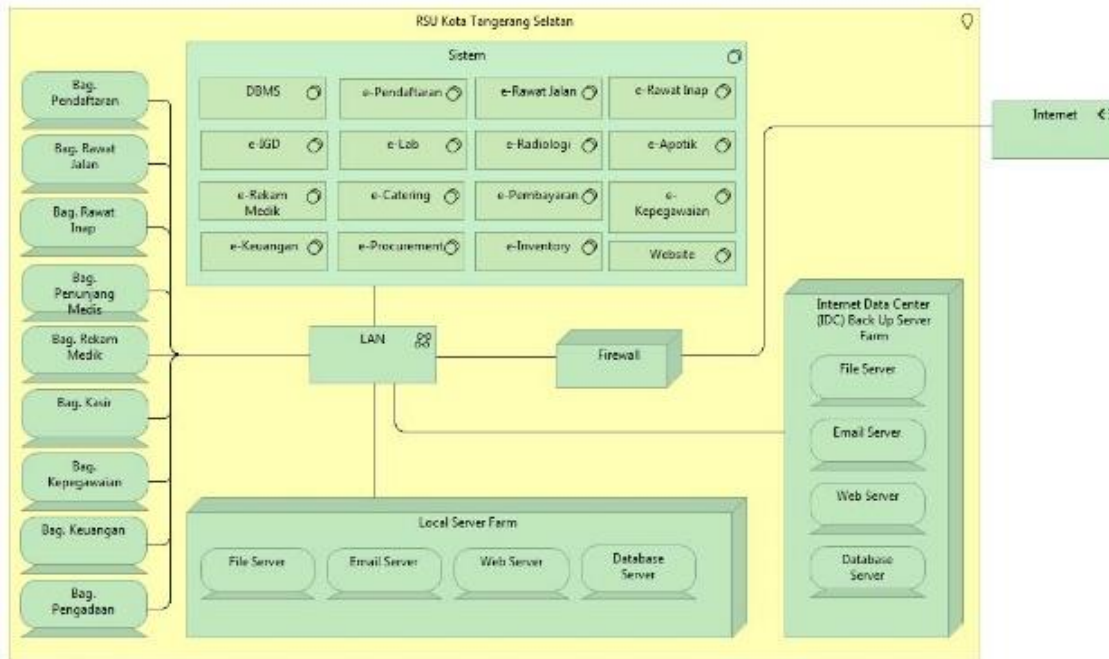 RSU Kota Tangerang Selatan
Bag.
Pendaftaran
Bag. Rawat
Jalan
Bag. Rawat
Inap
Bag.
Penunjang
Medis
Bag. Rekam
Medik
Bag. Kasir
Bag.
Kepegawaian
Bag. Keuangan
Bag.
Pengadaan
Sistem
DBMS
e-Pendaftaran
e-Rawat Jalan
e-Rawat Inap
e-IGD
e-Lab
e-Radiologi
e-Apotik
e-Rekam
Medik
e-Catering
e-Pembayaran
e-
Kepegawaian
e-Keuangan
e-Procurement
e-Inventory
Website
LAN
Firewall
Internet
Internet Data Center
(IDC) Back Up Server
Farm
File Server
Email Server
Web Server
Database
Server
Local Server Farm
File Server
Email Server
Web Server
Database
Server